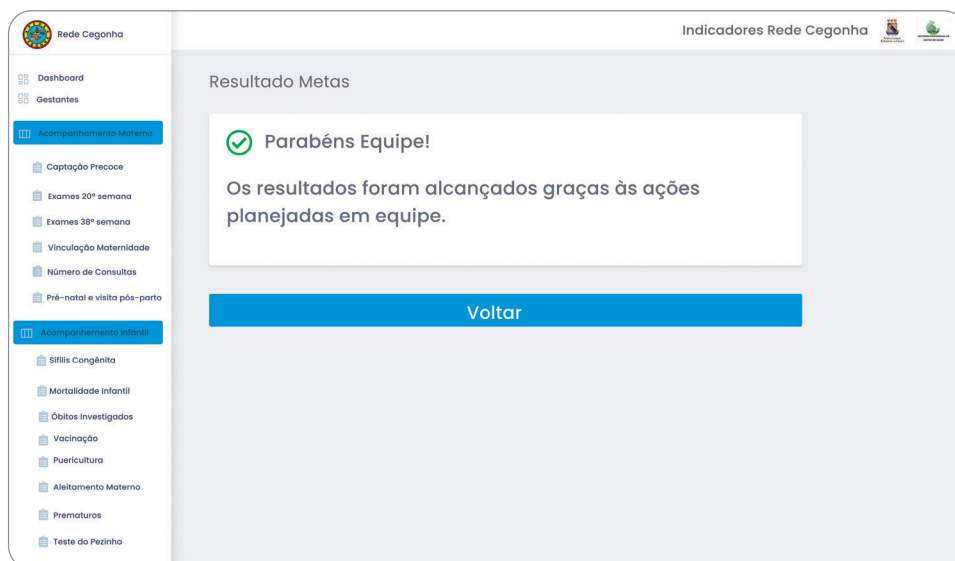 Rede Cegonha
Indicadores Rede Cegonha
Dashboard
Gestantes
Acompanhamento Materno
Captação Precoce
Exames 20ª semana
Exames 38ª semana
Vinculação Maternidade
Número de Consultas
Pré-natal e visita pós-parto
Acompanhemento Infantil
Sífilis Congênita
Mortalidade Infantil
Óbitos Investigados
Vacinação
Puericultura
Aleitamento Materno
Prematuros
Teste do Pezinho
Resultado Metas
Parabéns Equipe!
Os resultados foram alcançados graças às ações
planejadas em equipe.
Voltar